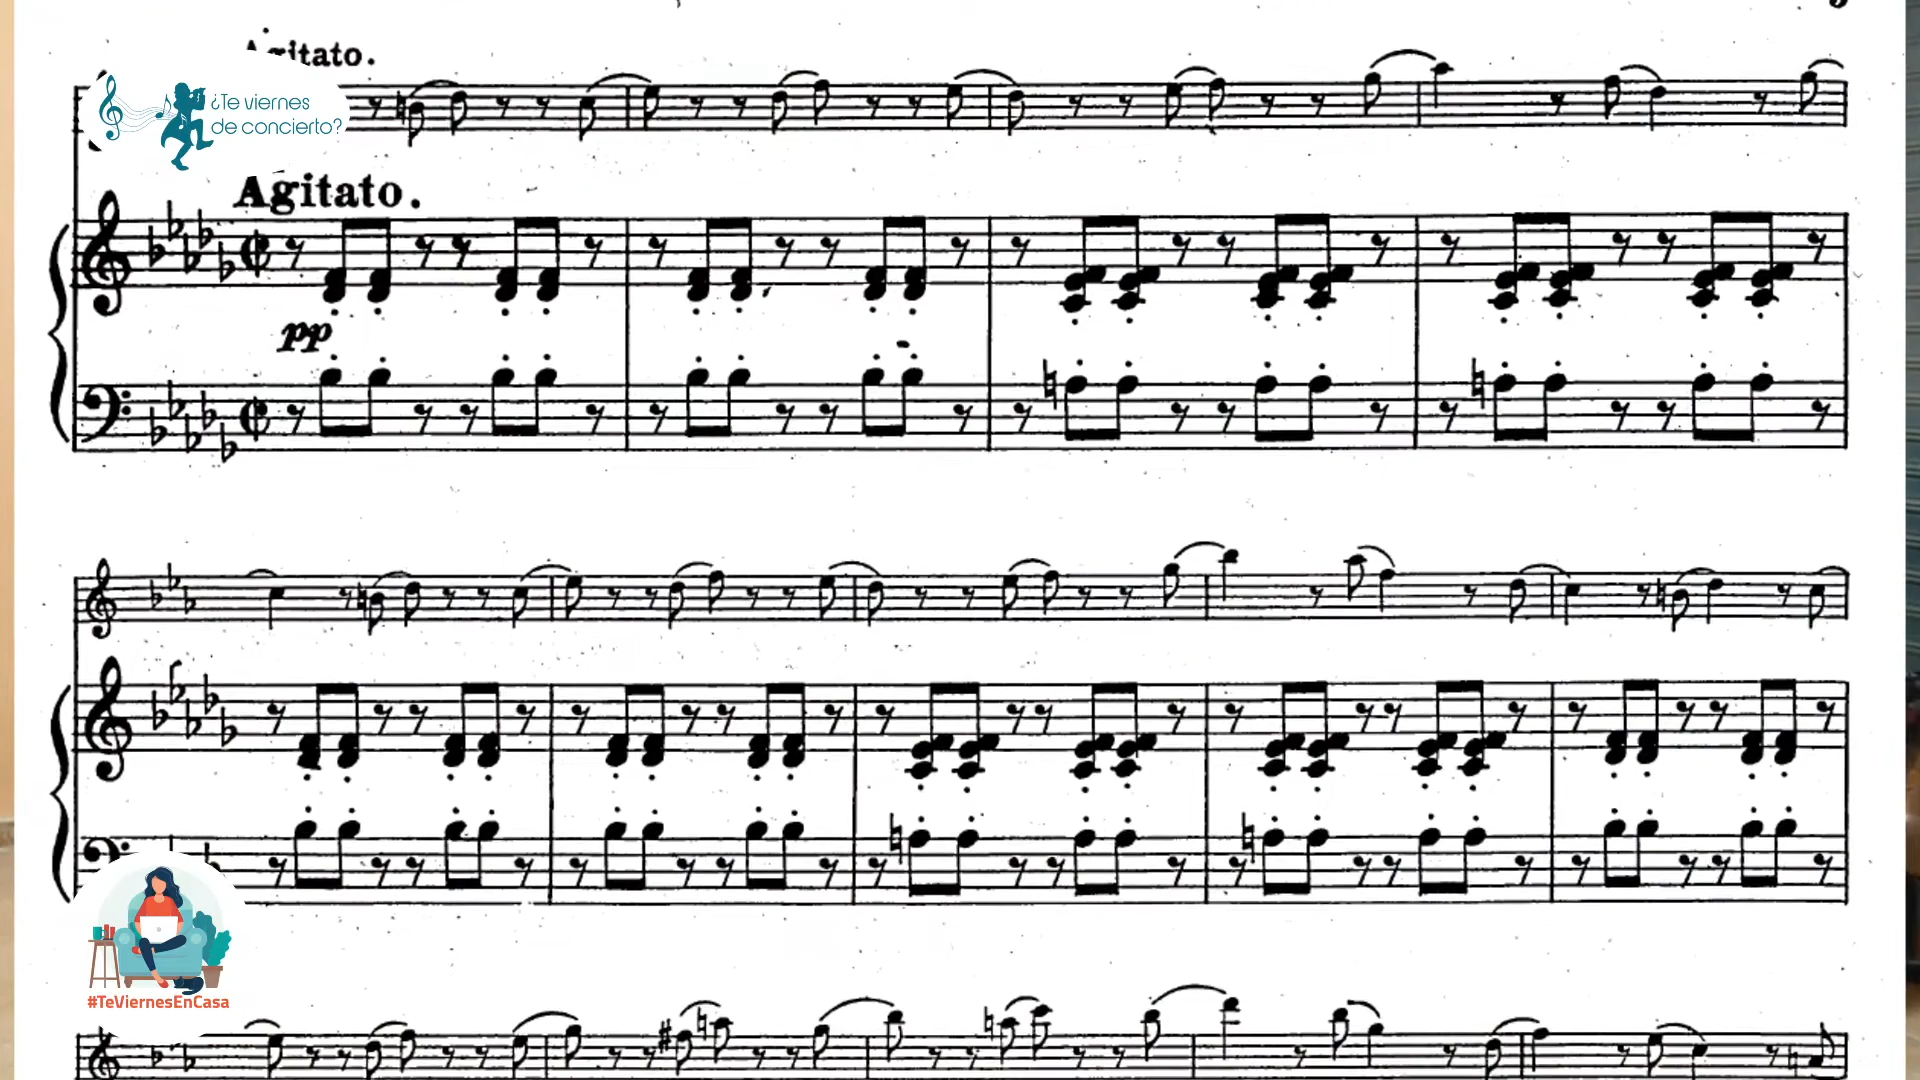 Agitato.
¿Te viernes
de concierto?
Agitato.
pp
#TeViernesEnCasa